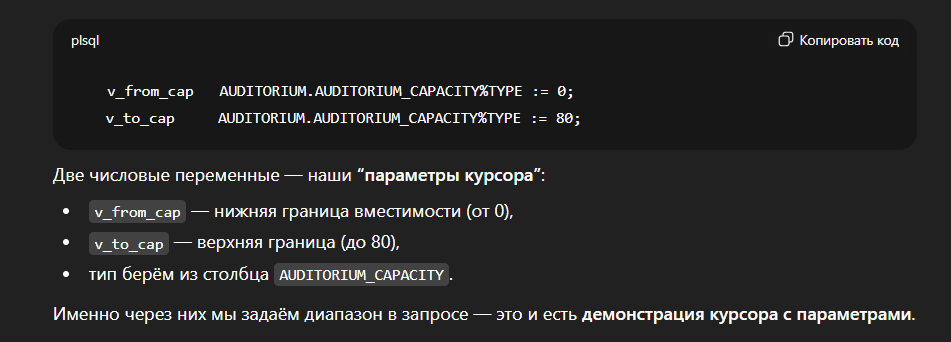 plsql
Копировать код
v_from_cap   AUDITORIUM.AUDITORIUM_CAPACITY%TYPE := 0;
v_to_cap     AUDITORIUM.AUDITORIUM_CAPACITY%TYPE := 80;
Две числовые переменные — наши “параметры курсора”:
• v_from_cap — нижняя граница вместимости (от 0),
• v_to_cap — верхняя граница (до 80),
• тип берём из столбца AUDITORIUM_CAPACITY.
Именно через них мы задаём диапазон в запросе — это и есть демонстрация курсора с параметрами.